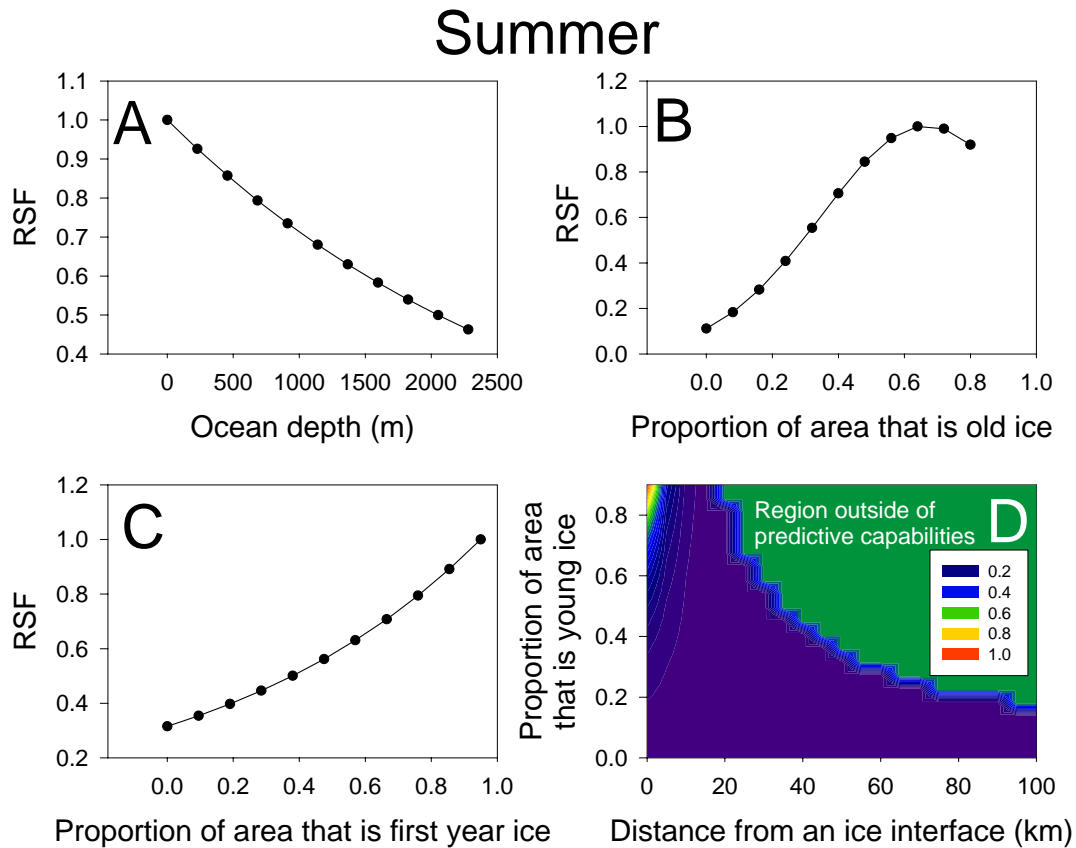 Summer
A
1.1
1.0
0.9
0.8
0.7
0.6
0.5
0.4
RSF
0 500 1000 1500 2000 2500
Ocean depth (m)
B
1.2
1.0
0.8
0.6
0.4
0.2
0.0
RSF
0.0 0.2 0.4 0.6 0.8 1.0
Proportion of area that is old ice
C
1.2
1.0
0.8
0.6
0.4
0.2
RSF
0.0 0.2 0.4 0.6 0.8 1.0
Proportion of area that is first year ice
D
Region outside of
predictive capabilities
0.2
0.4
0.6
0.8
1.0
0.8
0.6
0.4
0.2
0.0
Proportion of area
that is young ice
0 20 40 60 80 100
Distance from an ice interface (km)